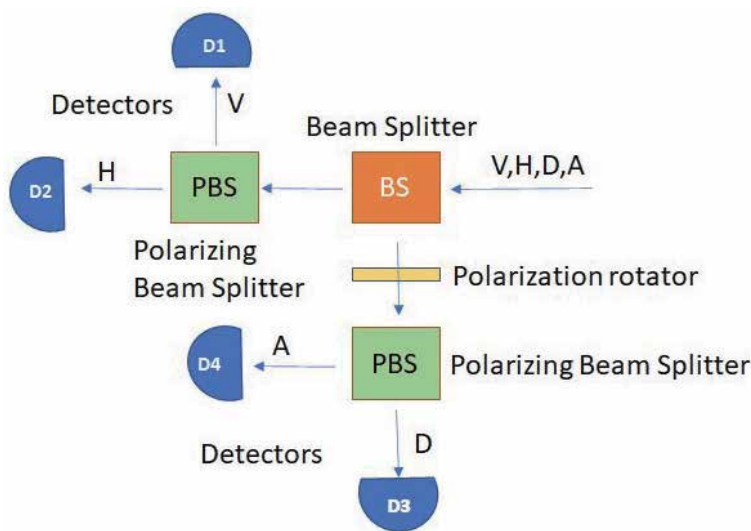 D1
Detectors
V
Beam Splitter
V,H,D,A
H
D2
PBS
BS
Polarizing
Beam Splitter
Polarization rotator
A
D4
PBS
Polarizing Beam Splitter
D
Detectors
D3